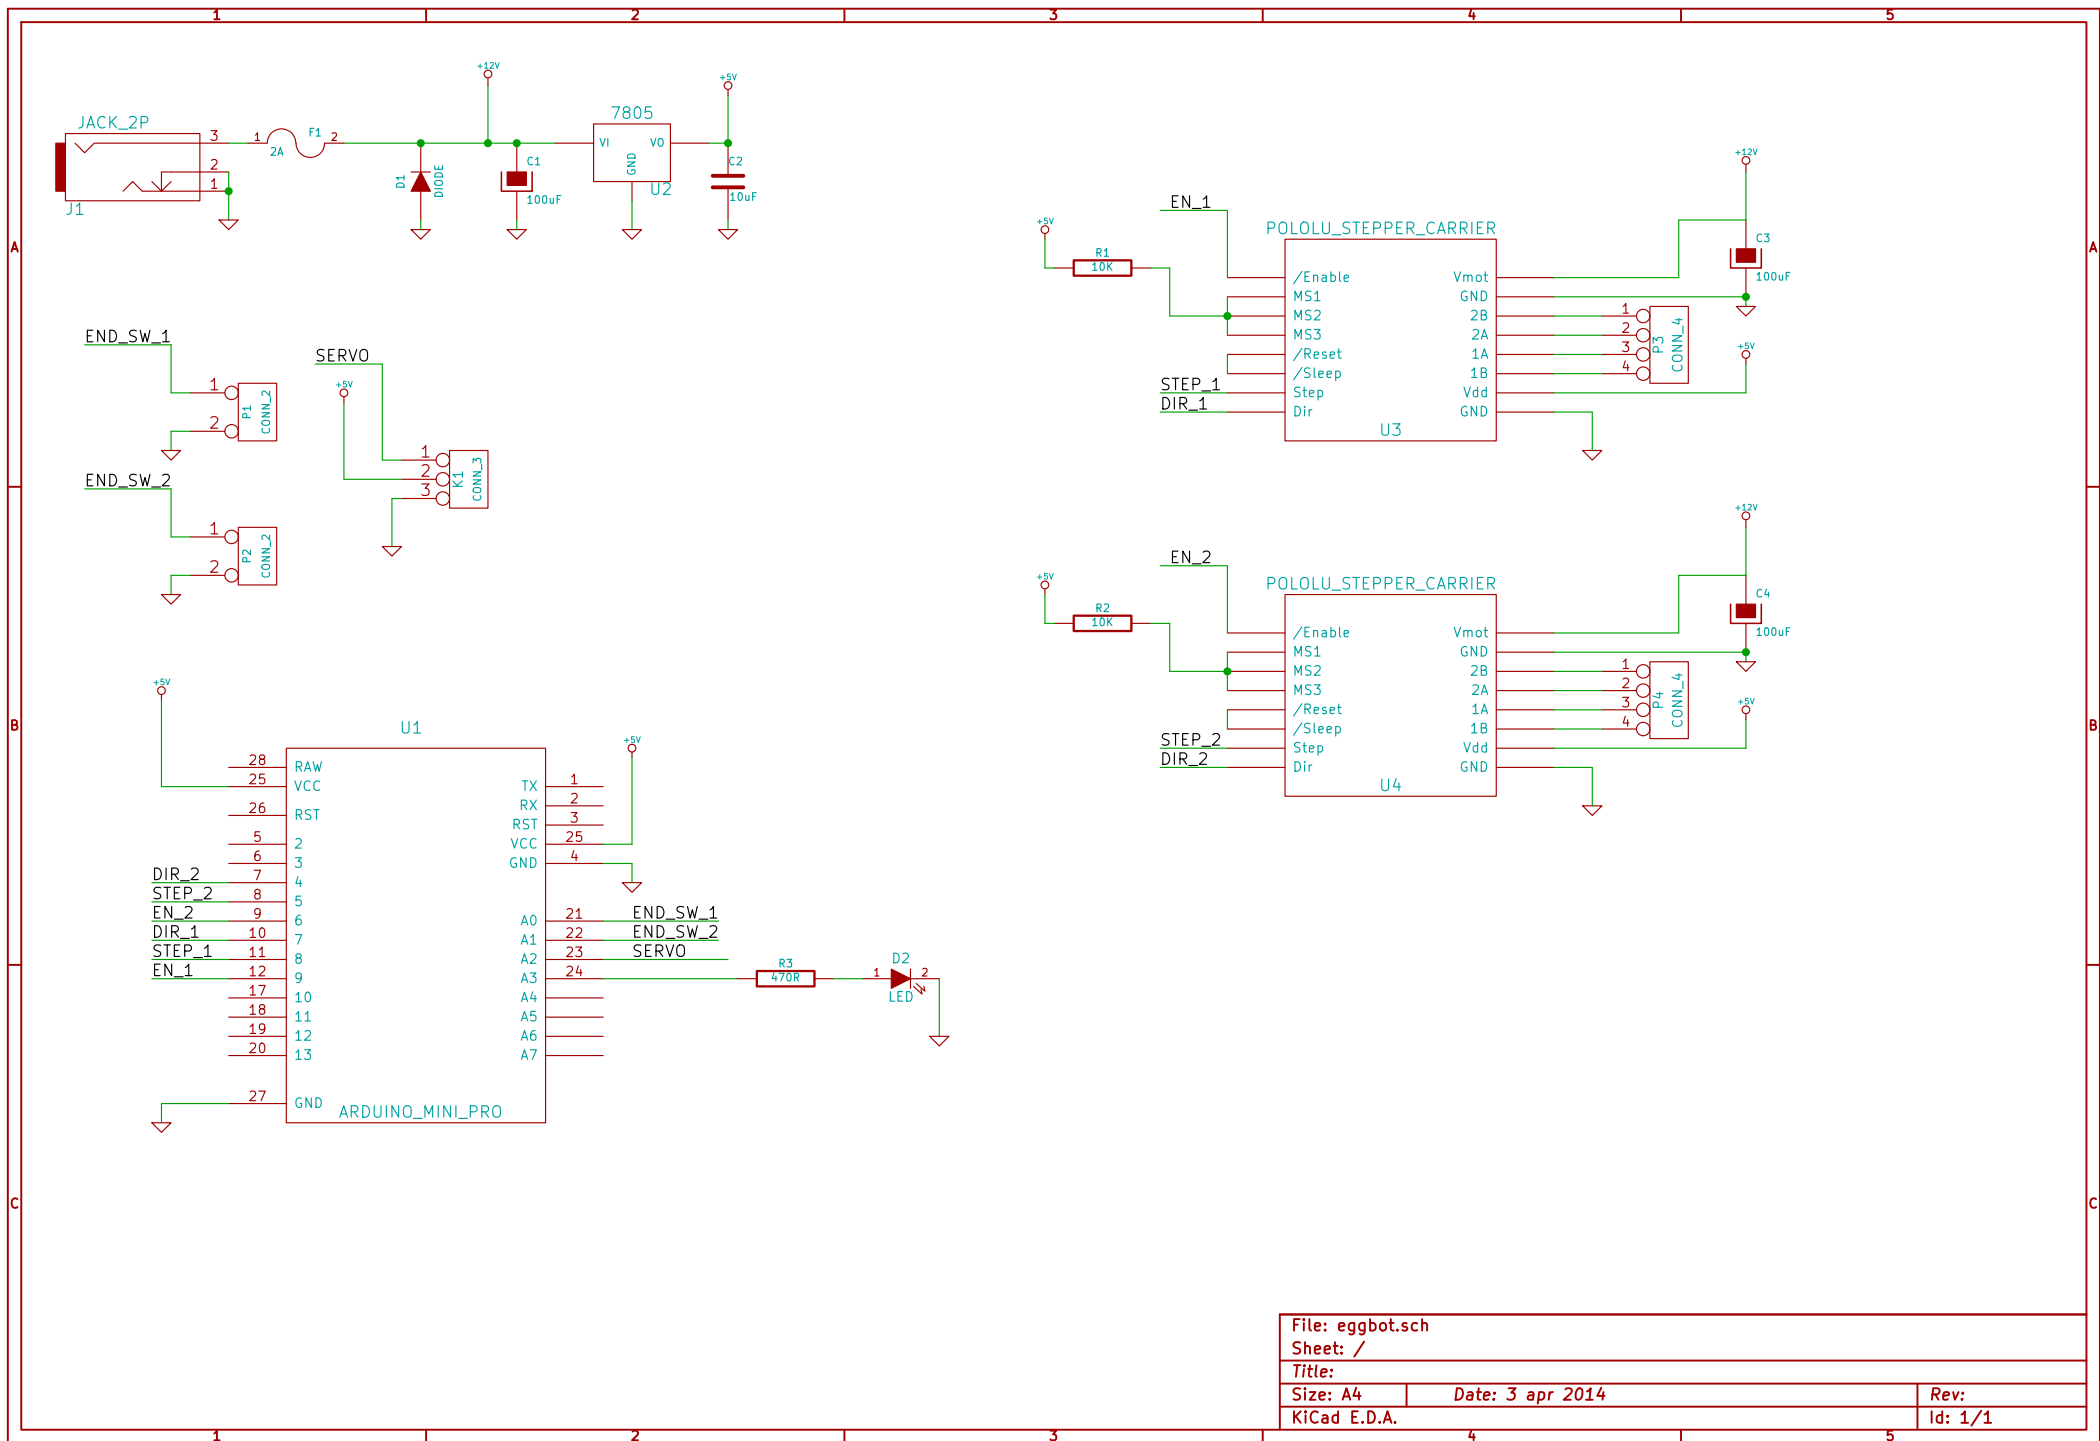 1 2 3 4 5
A
B
C
A
B
C
1 2 3 4 5
JACK_2P
J1
3
2
1
1 F1 2
2A
+12V
D1 DIODE
C1
100uF
7805
VI VO
GND
U2
+5V
C2
10uF
END_SW_1
1
2
P1
CONN_2
END_SW_2
1
2
P2
CONN_2
SERVO
+5V
1
2
3
K1
CONN_3
EN_1
+5V
R1
10K
STEP_1
DIR_1
POLOLU_STEPPER_CARRIER
/Enable Vmot
MS1 GND
MS2 2B
MS3 2A
/Reset 1A
/Sleep 1B
Step Vdd
Dir GND
U3
+12V
C3
100uF
1
2
3
4
P3
CONN_4
+5V
EN_2
+5V
R2
10K
STEP_2
DIR_2
POLOLU_STEPPER_CARRIER
/Enable Vmot
MS1 GND
MS2 2B
MS3 2A
/Reset 1A
/Sleep 1B
Step Vdd
Dir GND
U4
+12V
C4
100uF
1
2
3
4
P4
CONN_4
+5V
+5V
U1
+5V
28 RAW
25 VCC
26 RST
5 2
6 3
DIR_2 7 4
STEP_2 8 5
EN_2 9 6
DIR_1 10 7
STEP_1 11 8
EN_1 12 9
17 10
18 11
19 12
20 13
27 GND
TX 1
RX 2
RST 3
VCC 25
GND 4
A0 21 END_SW_1
A1 22 END_SW_2
A2 23 SERVO
A3 24
A4
A5
A6
A7
ARDUINO_MINI_PRO
R3
470R
D2
1 2
LED
File: eggbot.sch
Sheet: /
Title:
Size: A4 Date: 3 apr 2014 Rev:
KiCad E.D.A. Id: 1/1